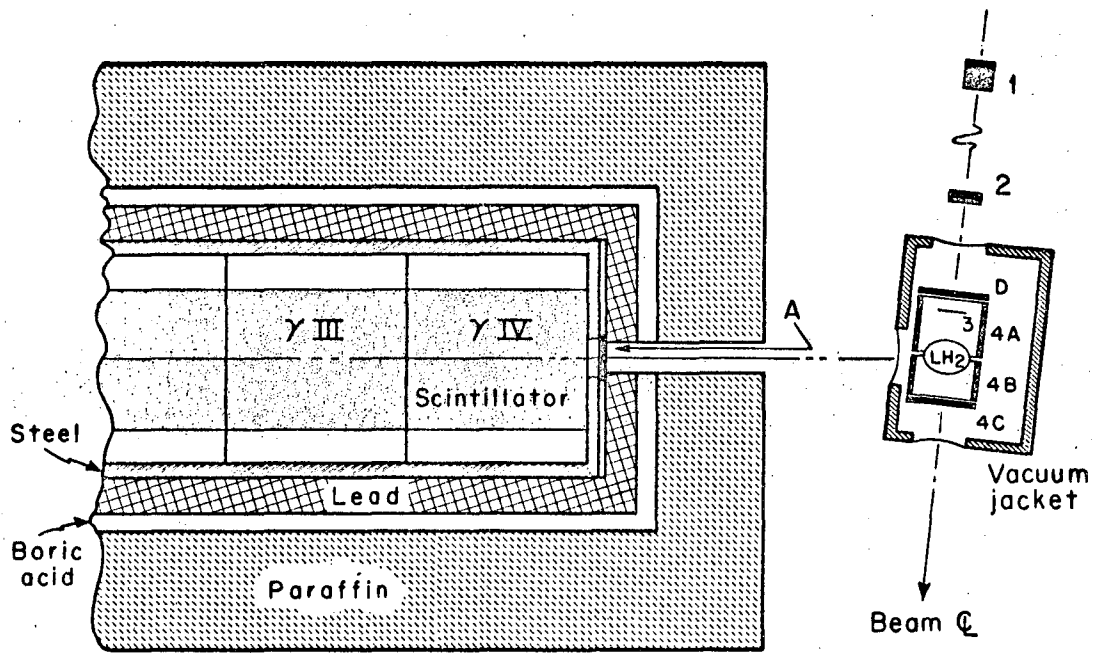 1
2
D
3
4A
LH2
4B
4C
A
γ III
γ IV
Scintillator
Steel
Lead
Boric
acid
Paraffin
Vacuum
jacket
Beam ℄